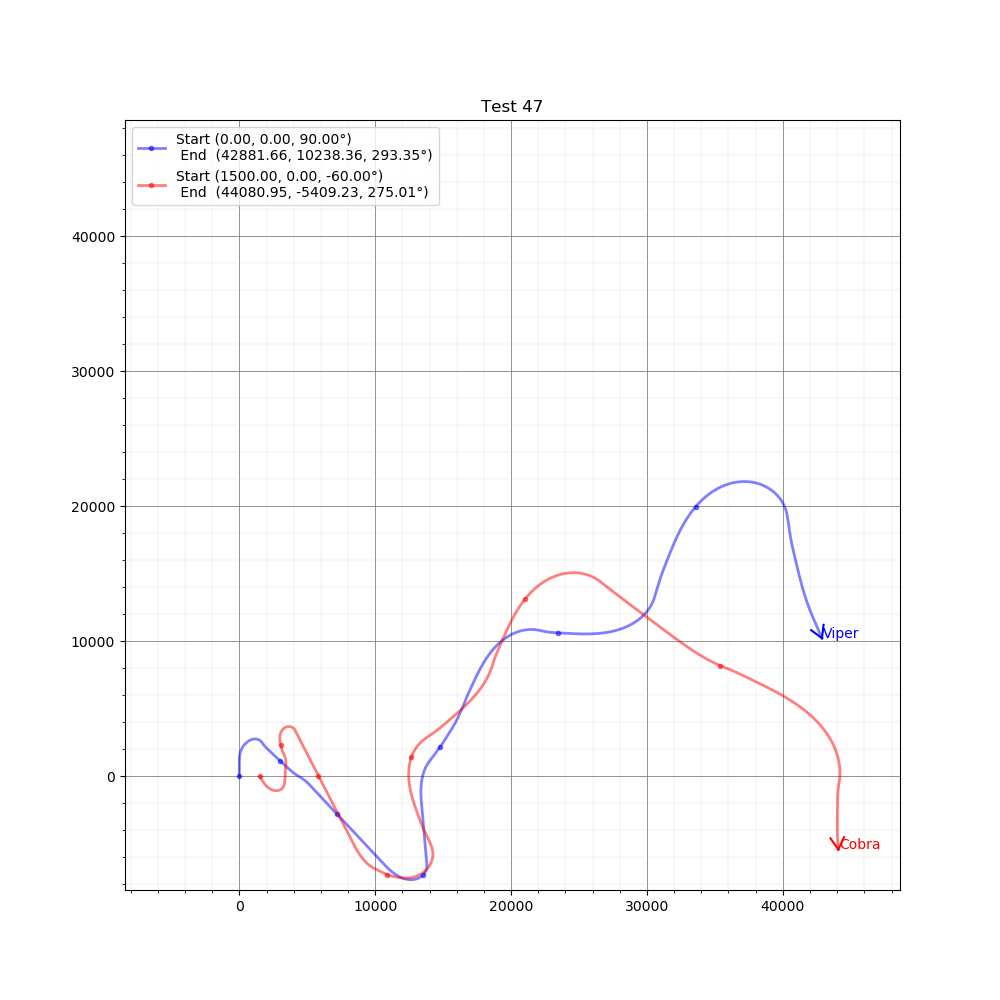 Test 47
Start (0.00, 0.00, 90.00°)
End (42881.66, 10238.36, 293.35°)
Start (1500.00, 0.00, -60.00°)
End (44080.95, -5409.23, 275.01°)
40000
30000
20000
10000
0
Viper
Cobra
0 10000 20000 30000 40000